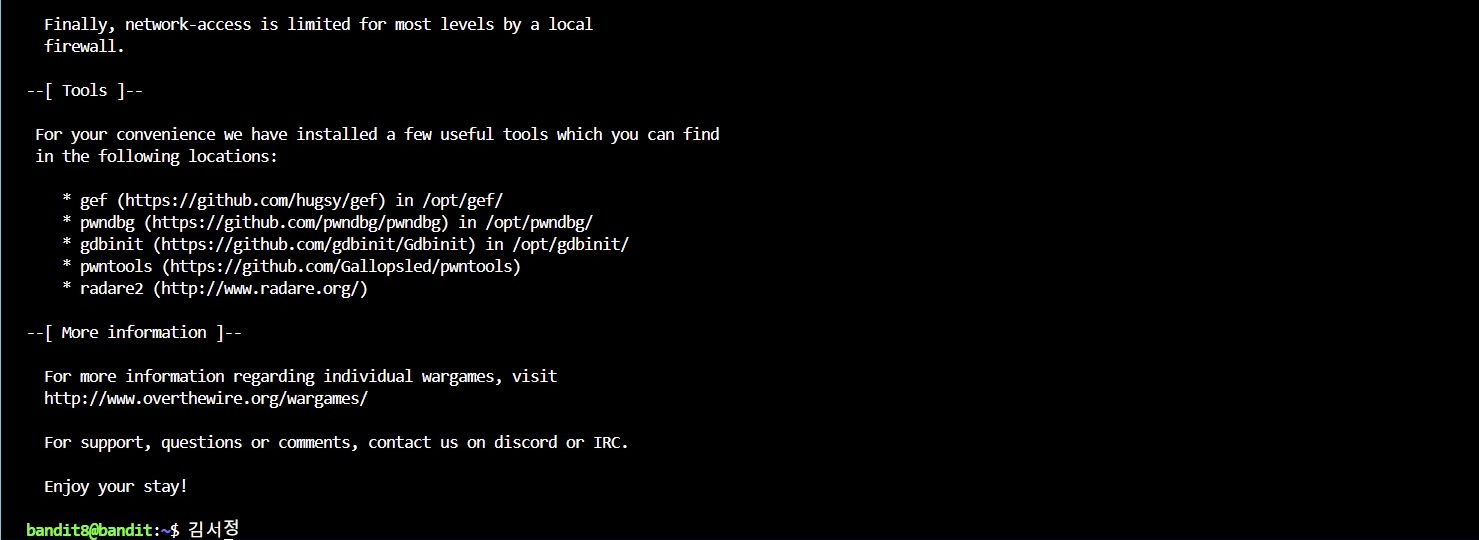 Finally, network-access is limited for most levels by a local
firewall.
--[ Tools ]--
For your convenience we have installed a few useful tools which you can find
in the following locations:
* gef (https://github.com/hugsy/gef) in /opt/gef/
* pwndbg (https://github.com/pwndbg/pwndbg) in /opt/pwndbg/
* gdbinit (https://github.com/gdbinit/Gdbinit) in /opt/gdbinit/
* pwntools (https://github.com/Gallopsled/pwntools)
* radare2 (http://www.radare.org/)
--[ More information ]--
For more information regarding individual wargames, visit
http://www.overthewire.org/wargames/
For support, questions or comments, contact us on discord or IRC.
Enjoy your stay!
bandit8@bandit:~$ 김서정